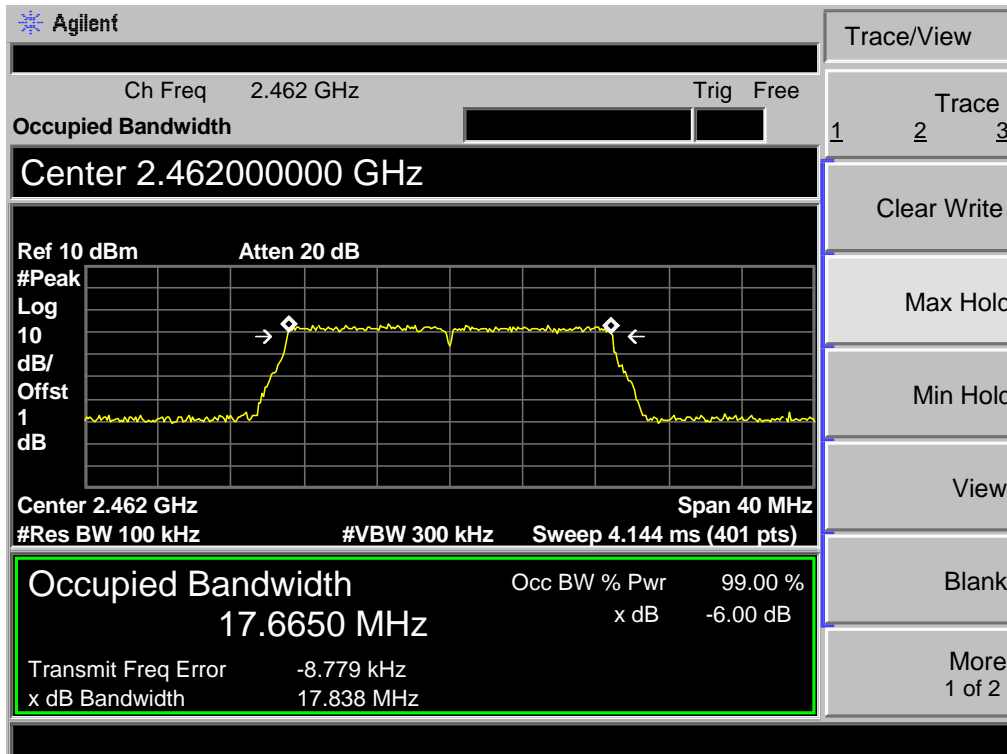 Agilent
Trace/View
Ch Freq 2.462 GHz Trig Free
Occupied Bandwidth
Trace
1 2 3
Center 2.462000000 GHz
Clear Write
Ref 10 dBm Atten 20 dB
#Peak
Log
10
dB/
Offst
1
dB
Max Hold
Min Hold
Center 2.462 GHz Span 40 MHz
#Res BW 100 kHz #VBW 300 kHz Sweep 4.144 ms (401 pts)
View
Occupied Bandwidth Occ BW % Pwr 99.00 %
17.6650 MHz x dB -6.00 dB
Transmit Freq Error -8.779 kHz
x dB Bandwidth 17.838 MHz
Blank
More
1 of 2